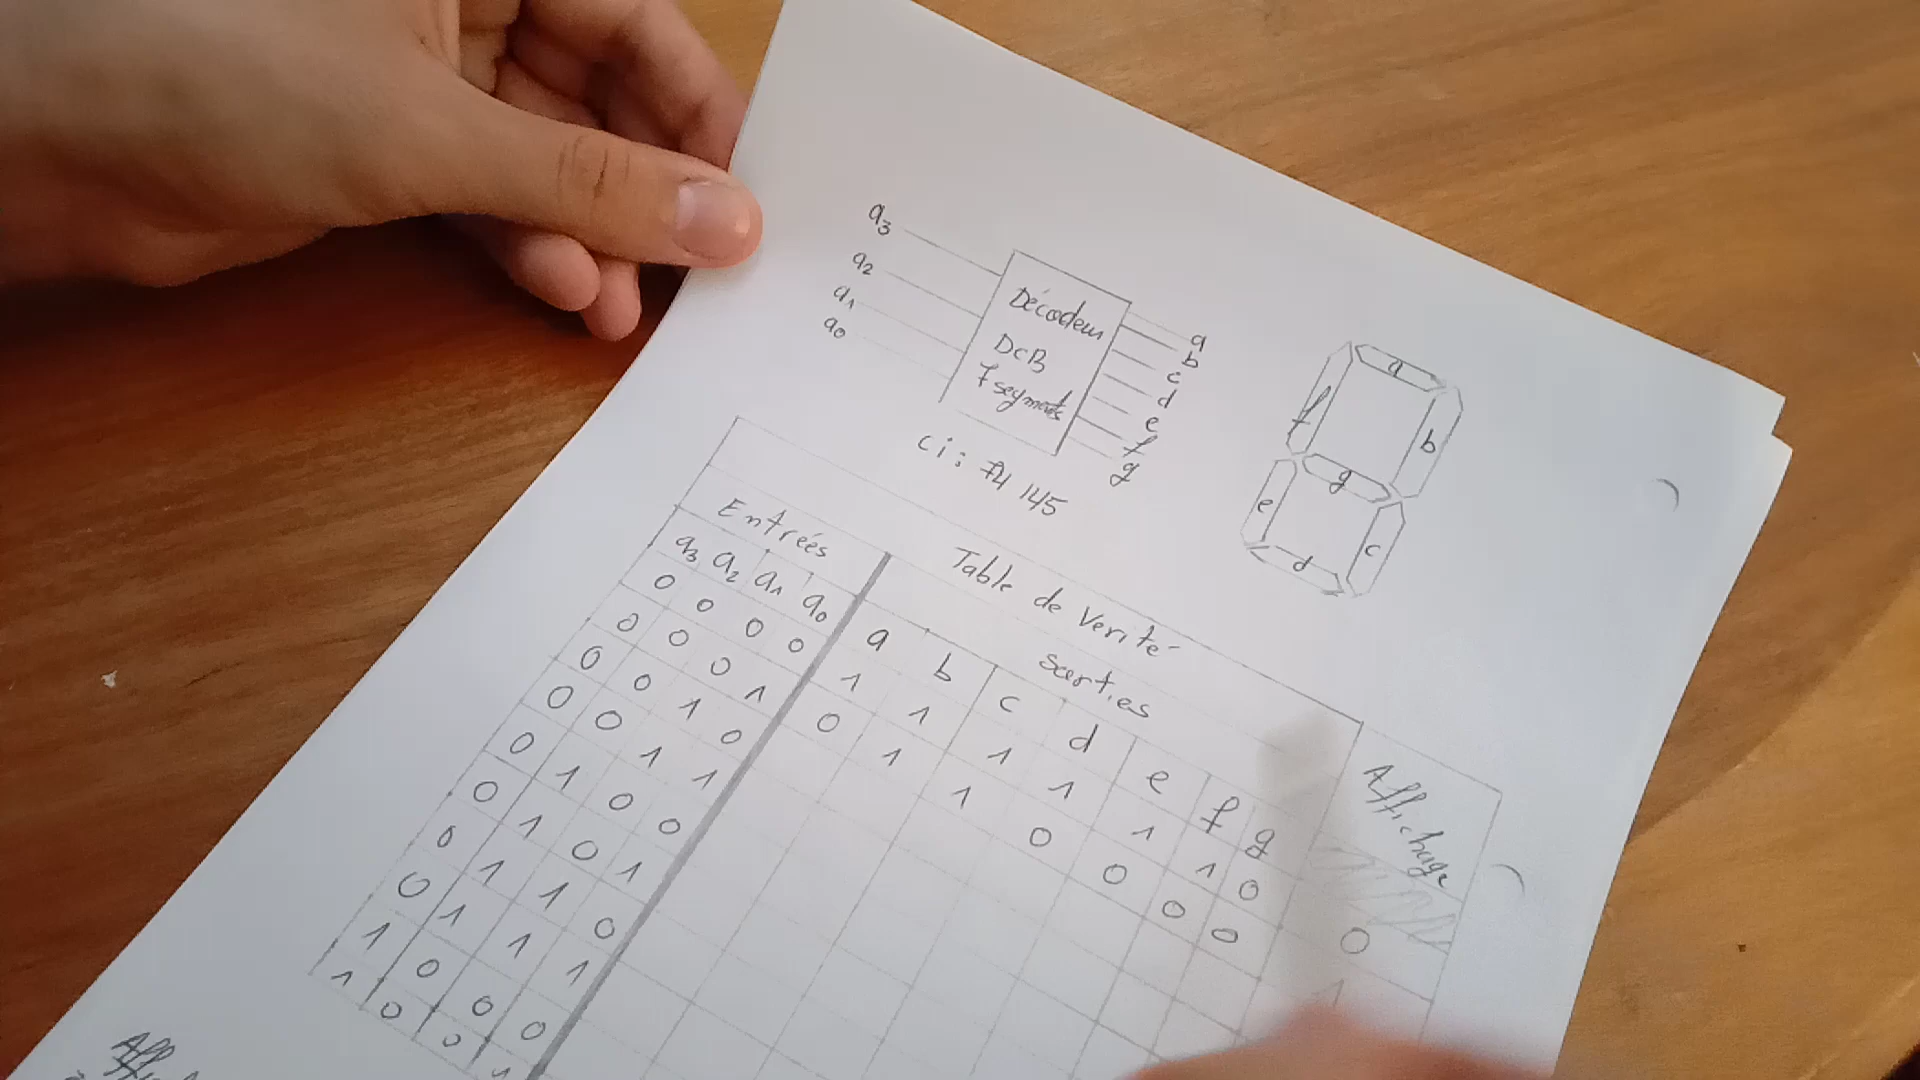 a3
a2
a1
a0
Décodeur
DCB
7 segments
a
b
c
d
e
f
g
ci : 74 145
a
f
b
g
e
c
d
Table de Verité
Entrées
sorties
Affichage
a3 a2 a1 a0
a b c d e f g
0 0 0 0 1 1 1 1 1 1 0 0
0 0 0 1 0 1 1 0 0 0 0 1
0 0 1 0
0 0 1 1
0 1 0 0
0 1 0 1
0 1 1 0
0 1 1 1
1 0 0 0
1 0 0 1